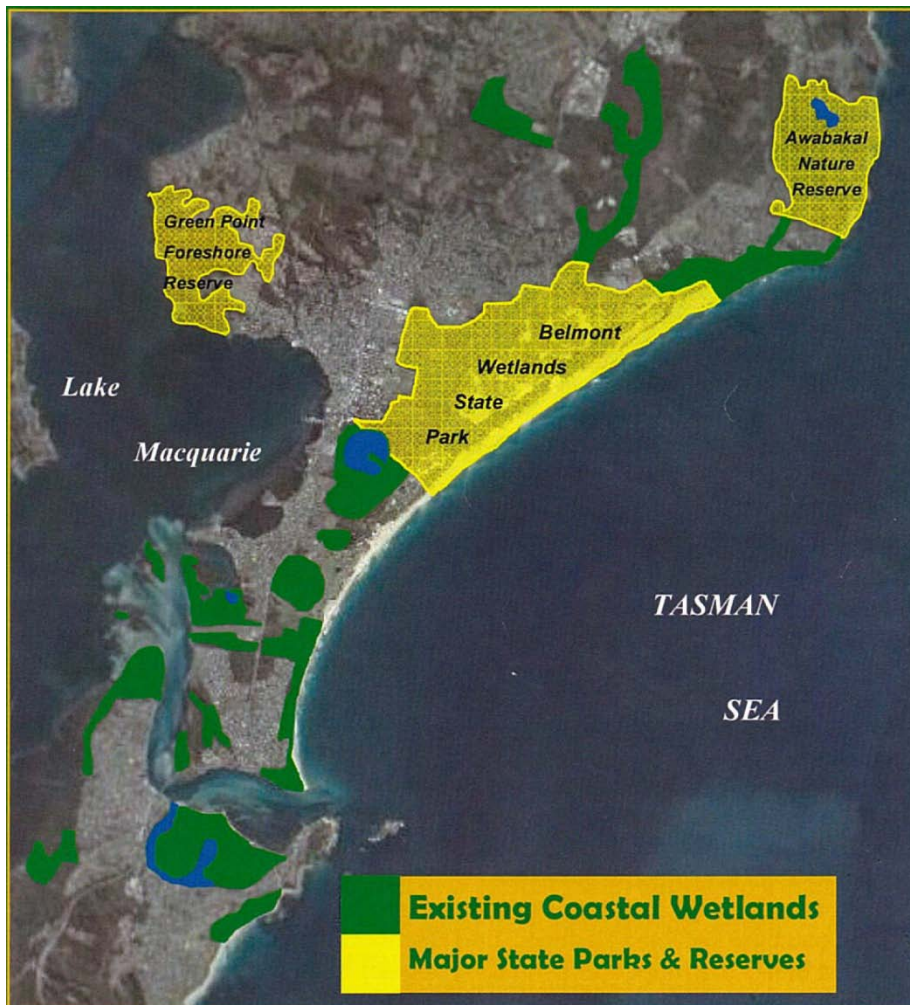 Awabakal
Nature
Reserve
Green Point
Foreshore
Reserve
Belmont
Wetlands
State
Park
Lake
Macquarie
TASMAN
SEA
Existing Coastal Wetlands
Major State Parks & Reserves